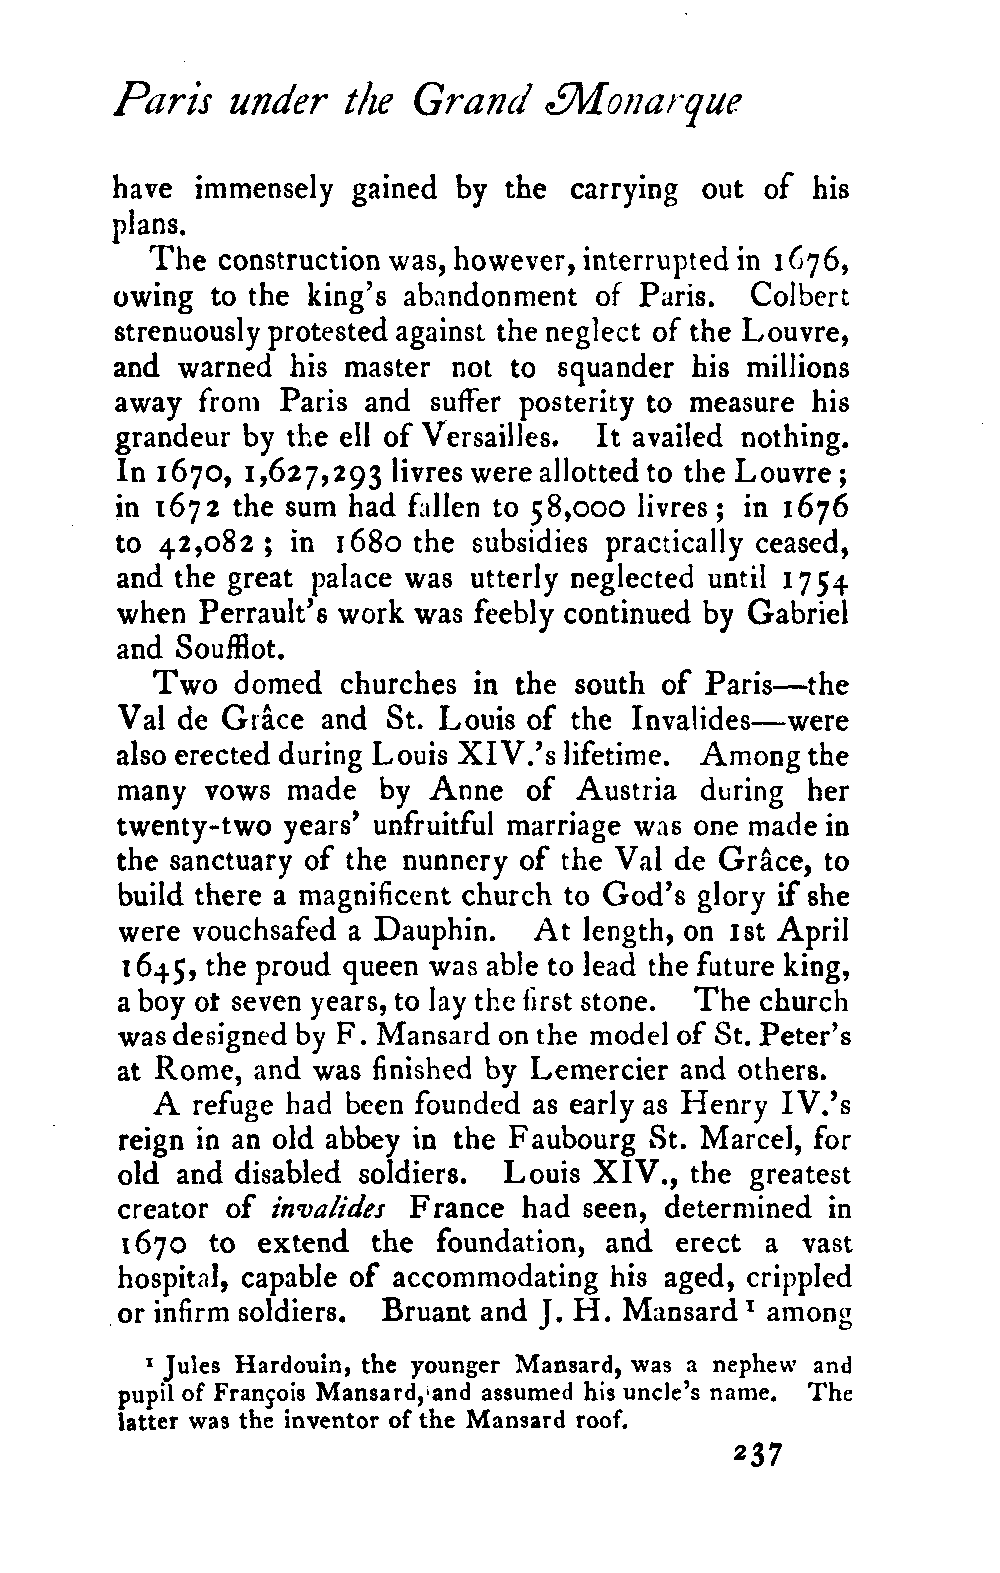 Paris under the Grand Monarque
have immensely gained by the carrying out of his
plans.
The construction was, however, interrupted in 1676,
owing to the king's abandonment of Paris. Colbert
strenuously protested against the neglect of the Louvre,
and warned his master not to squander his millions
away from Paris and suffer posterity to measure his
grandeur by the ell of Versailles. It availed nothing.
In 1670, 1,627,293 livres were allotted to the Louvre;
in 1672 the sum had fallen to 58,000 livres; in 1676
to 42,082; in 1680 the subsidies practically ceased,
and the great palace was utterly neglected until 1754
when Perrault's work was feebly continued by Gabriel
and Soufflot.
Two domed churches in the south of Paris—the
Val de Grâce and St. Louis of the Invalides—were
also erected during Louis XIV.'s lifetime. Among the
many vows made by Anne of Austria during her
twenty-two years' unfruitful marriage was one made in
the sanctuary of the nunnery of the Val de Grâce, to
build there a magnificent church to God's glory if she
were vouchsafed a Dauphin. At length, on 1st April
1645, the proud queen was able to lead the future king,
a boy of seven years, to lay the first stone. The church
was designed by F. Mansard on the model of St. Peter's
at Rome, and was finished by Lemercier and others.
A refuge had been founded as early as Henry IV.'s
reign in an old abbey in the Faubourg St. Marcel, for
old and disabled soldiers. Louis XIV., the greatest
creator of invalides France had seen, determined in
1670 to extend the foundation, and erect a vast
hospital, capable of accommodating his aged, crippled
or infirm soldiers. Bruant and J. H. Mansard ¹ among
¹ Jules Hardouin, the younger Mansard, was a nephew and
pupil of François Mansard, and assumed his uncle's name. The
latter was the inventor of the Mansard roof.
237